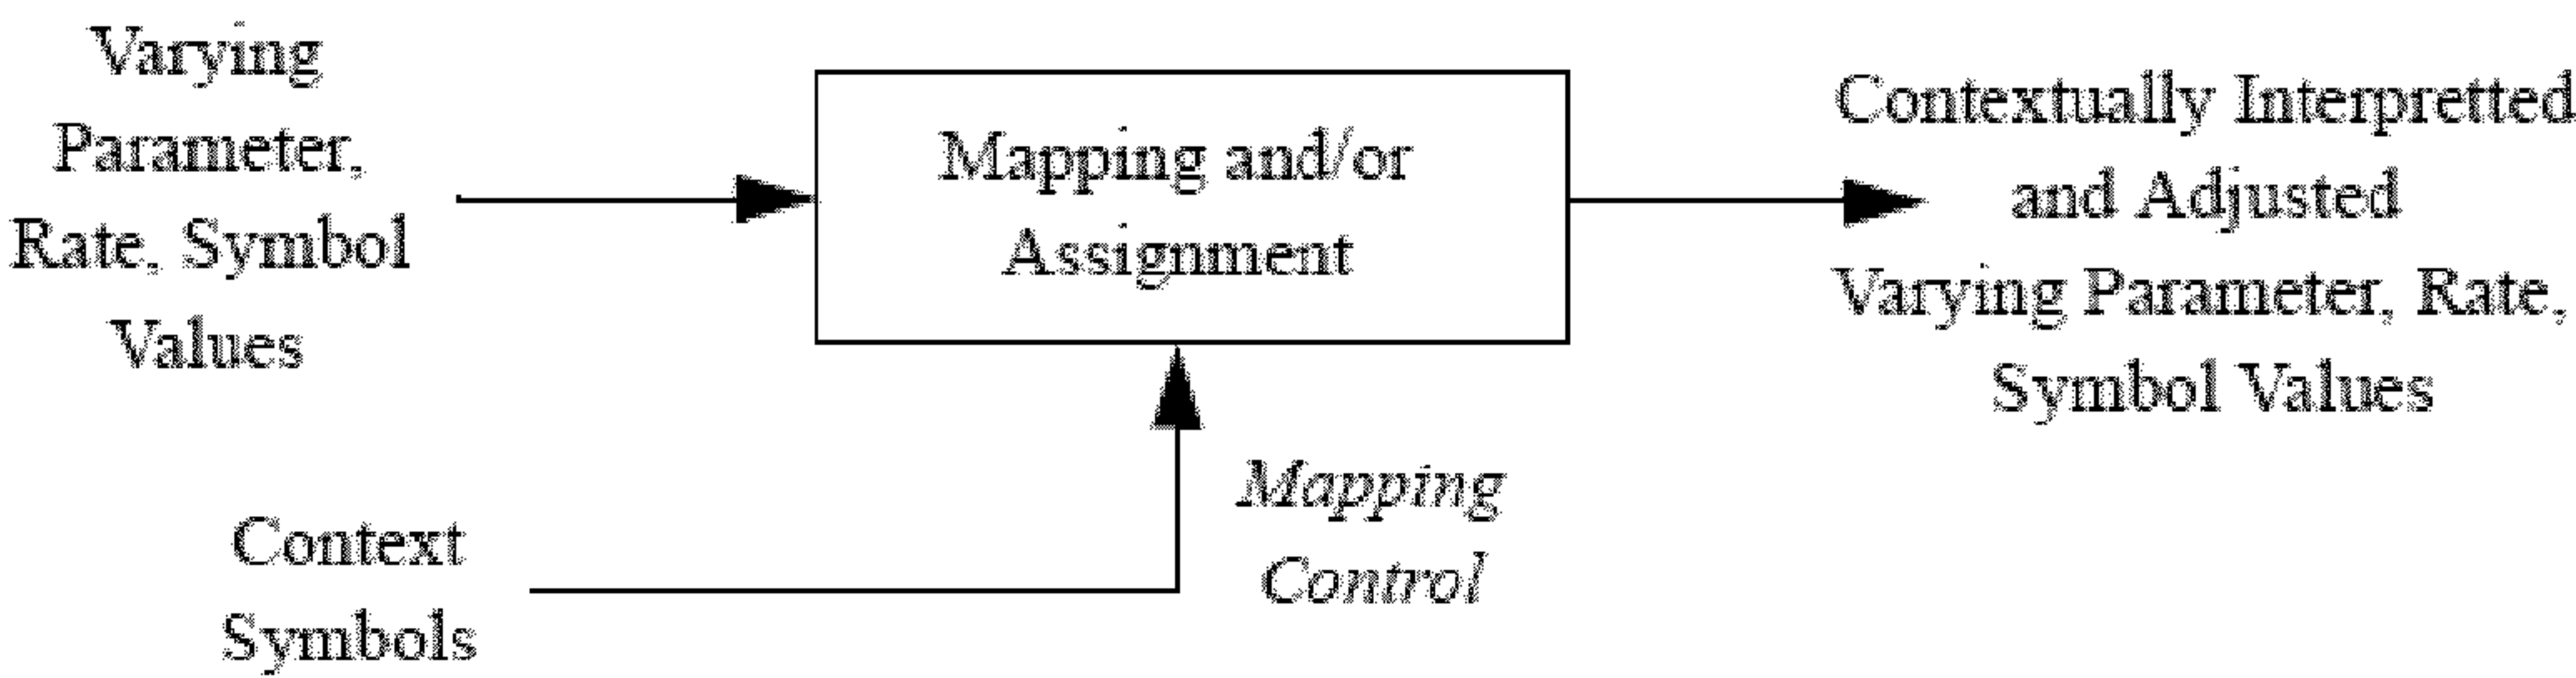 Varying
Parameter,
Rate, Symbol
Values
Mapping and/or
Assignment
Contextually Interpretted
and Adjusted
Varying Parameter, Rate,
Symbol Values
Context
Symbols
Mapping
Control